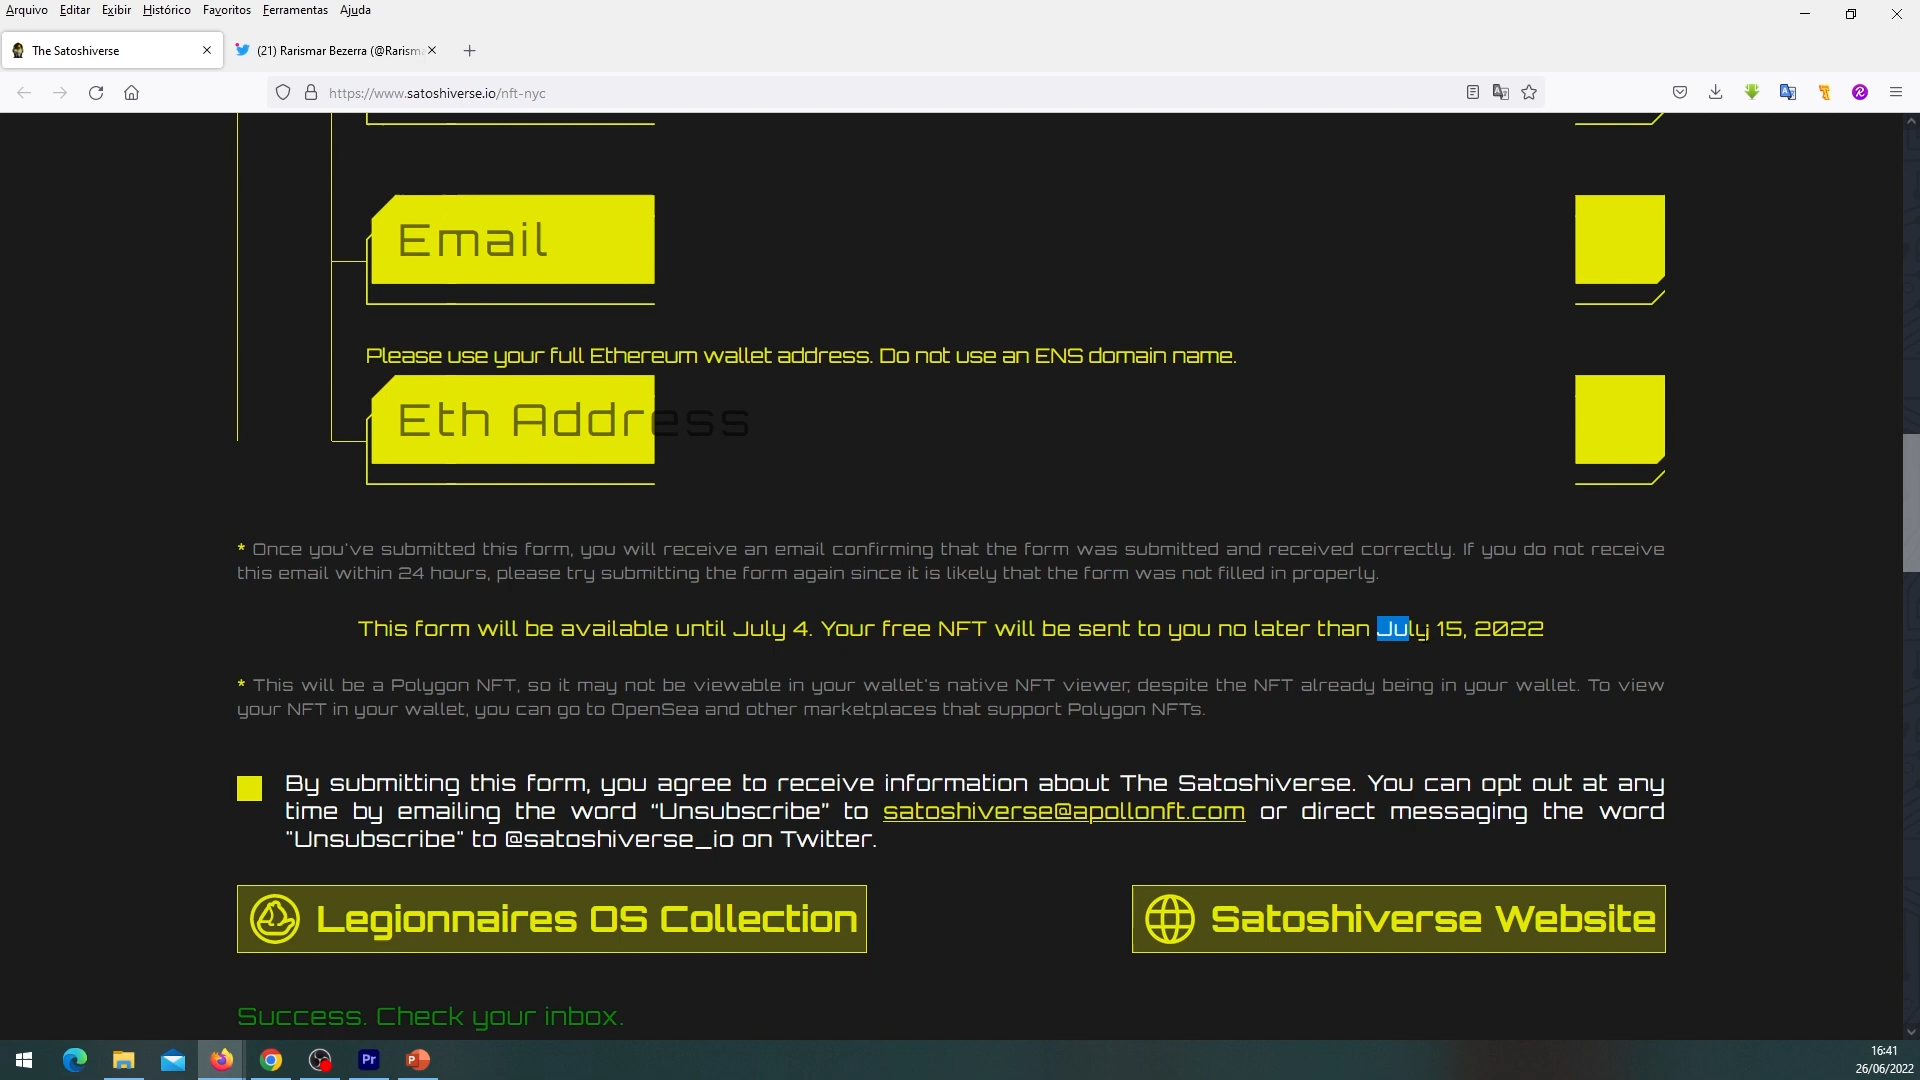 Arquivo Editar Exibir Histórico Favoritos Ferramentas Ajuda
The Satoshiverse
(21) Rarismar Bezerra (@Rarisma
https://www.satoshiverse.io/nft-nyc
Email
Please use your full Ethereum wallet address. Do not use an ENS domain name.
Eth Address
* Once you've submitted this form, you will receive an email confirming that the form was submitted and received correctly. If you do not receive
this email within 24 hours, please try submitting the form again since it is likely that the form was not filled in properly.
This form will be available until July 4. Your free NFT will be sent to you no later than July 15, 2022
* This will be a Polygon NFT, so it may not be viewable in your wallet's native NFT viewer, despite the NFT already being in your wallet. To view
your NFT in your wallet, you can go to OpenSea and other marketplaces that support Polygon NFTs.
By submitting this form, you agree to receive information about The Satoshiverse. You can opt out at any
time by emailing the word “Unsubscribe” to satoshiverse@apollonft.com or direct messaging the word
"Unsubscribe" to @satoshiverse_io on Twitter.
Legionnaires OS Collection
Satoshiverse Website
Success. Check your inbox.
Pr
P
16:41
26/06/2022